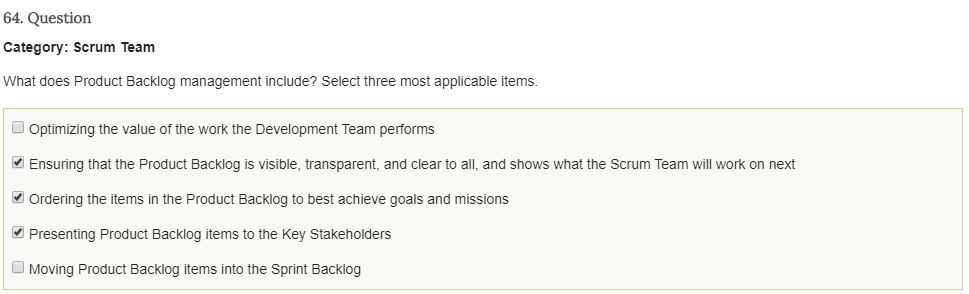 64. Question
Category: Scrum Team
What does Product Backlog management include? Select three most applicable items.
Optimizing the value of the work the Development Team performs
Ensuring that the Product Backlog is visible, transparent, and clear to all, and shows what the Scrum Team will work on next
Ordering the items in the Product Backlog to best achieve goals and missions
Presenting Product Backlog items to the Key Stakeholders
Moving Product Backlog items into the Sprint Backlog